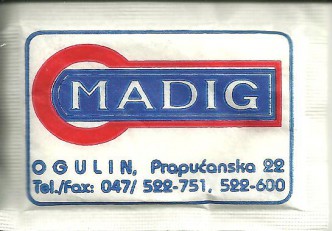 MADIG
OGULIN, Prapućanska 22
Tel./Fax: 047/ 522-751, 522-600